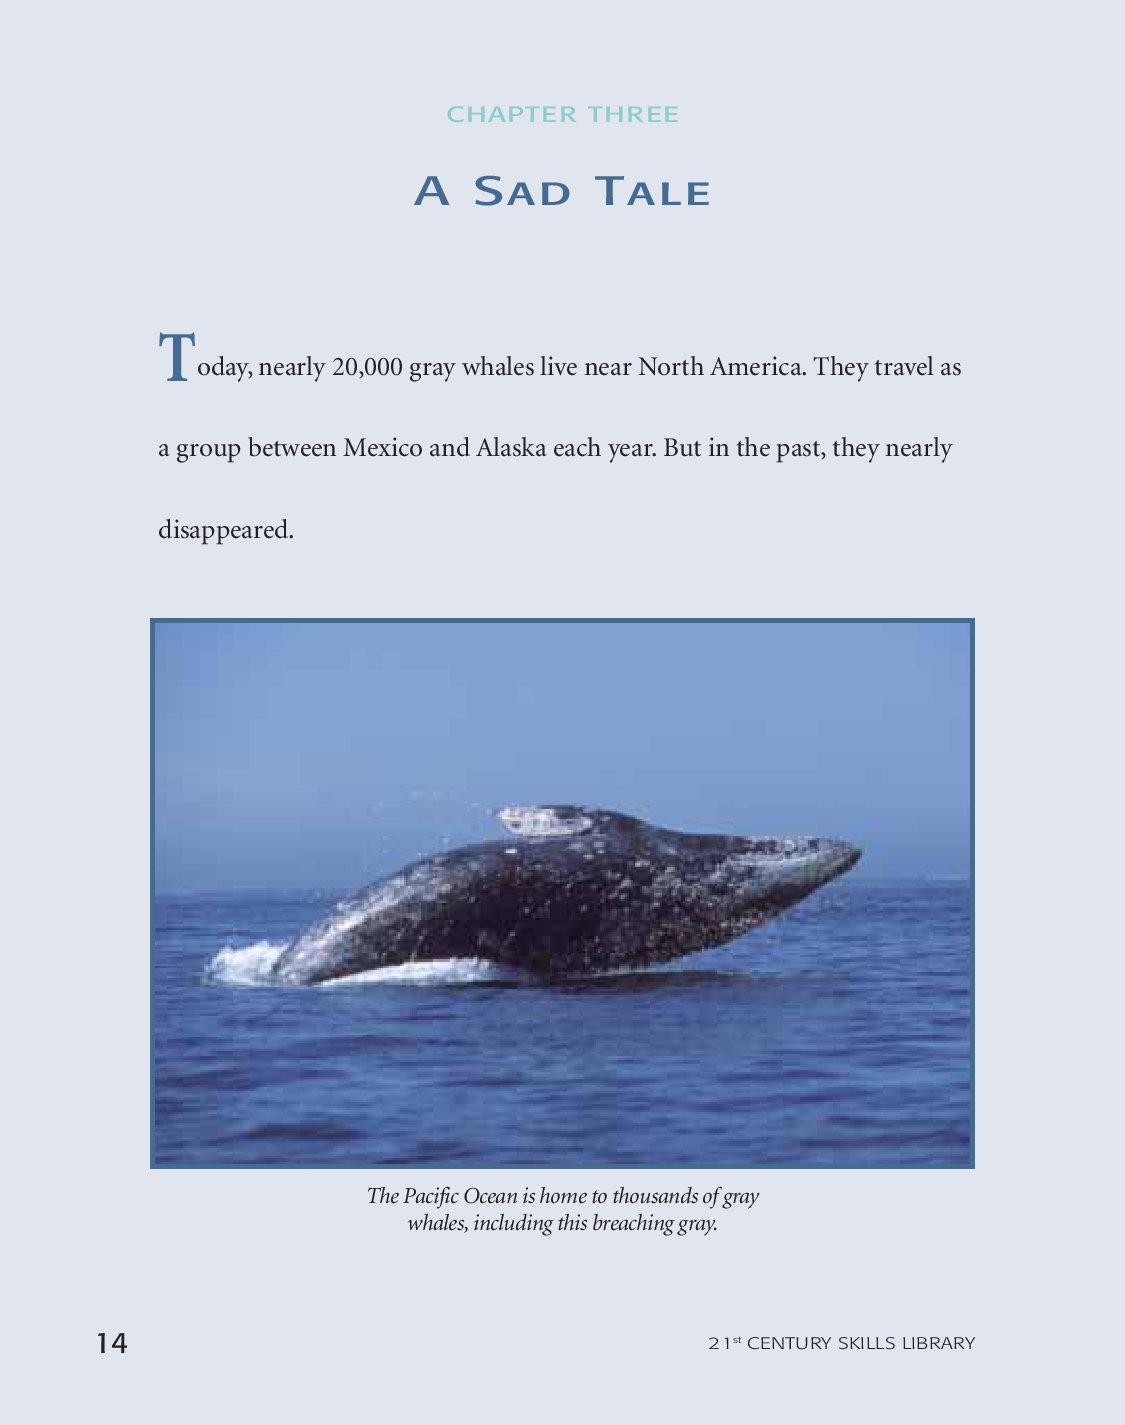 CHAPTER THREE
A SAD TALE
Today, nearly 20,000 gray whales live near North America. They travel as
a group between Mexico and Alaska each year. But in the past, they nearly
disappeared.
The Pacific Ocean is home to thousands of gray
whales, including this breaching gray.
14
21st CENTURY SKILLS LIBRARY